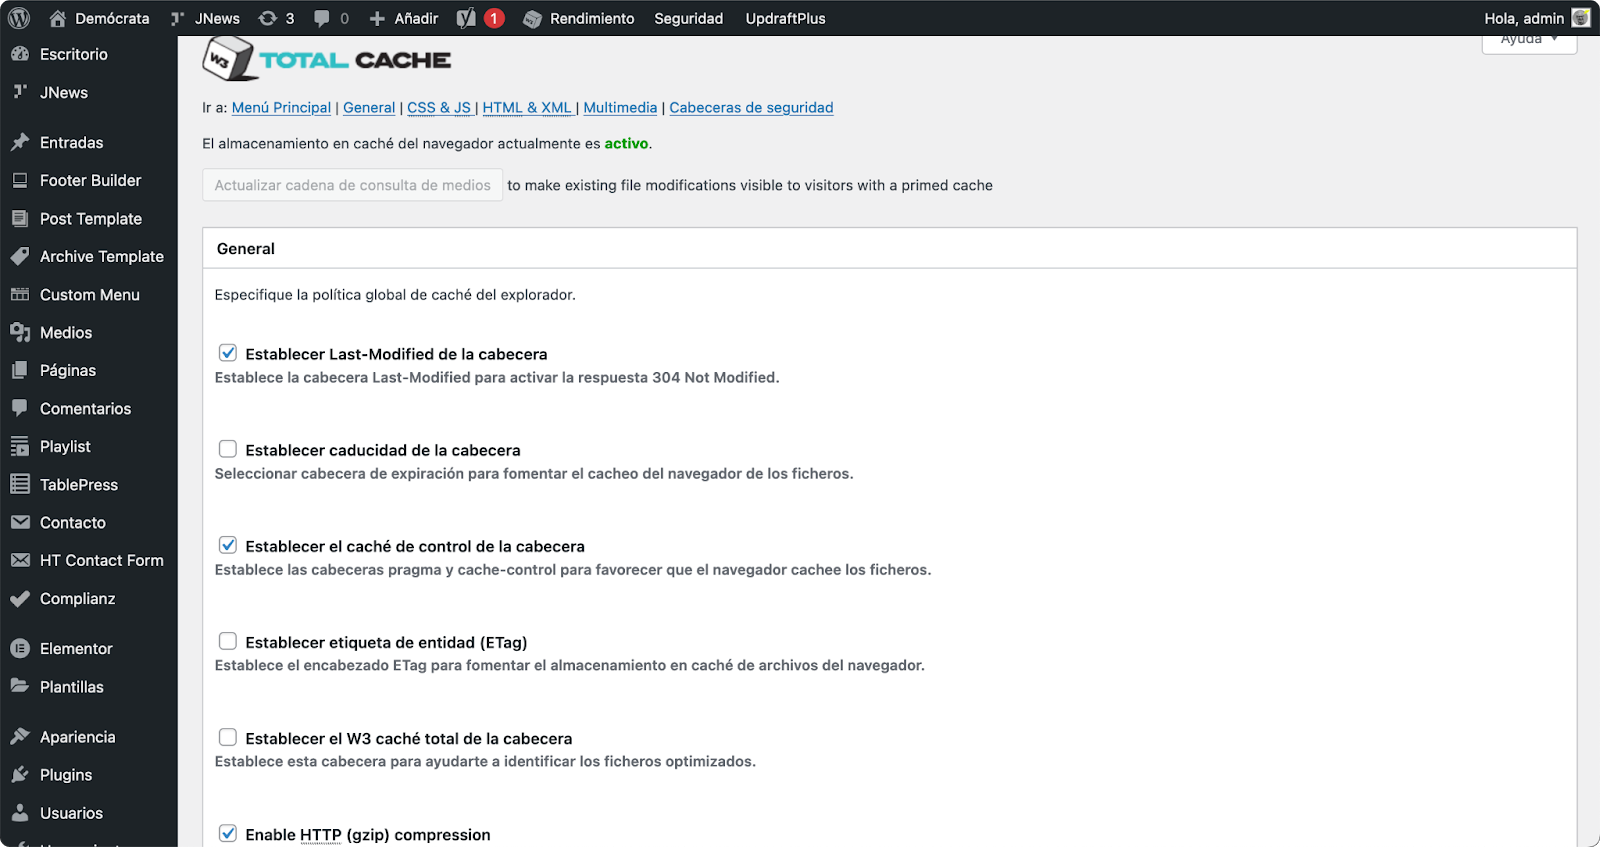 Demócrata JNews 3 0 Añadir 1 Rendimiento Seguridad UpdraftPlus Hola, admin
Escritorio
JNews
Entradas
Footer Builder
Post Template
Archive Template
Custom Menu
Medios
Páginas
Comentarios
Playlist
TablePress
Contacto
HT Contact Form
Complianz
Elementor
Plantillas
Apariencia
Plugins
Usuarios
Ayuda
W3 TOTAL CACHE
Ir a: Menú Principal | General | CSS & JS | HTML & XML | Multimedia | Cabeceras de seguridad
El almacenamiento en caché del navegador actualmente es activo.
Actualizar cadena de consulta de medios to make existing file modifications visible to visitors with a primed cache
General
Especifique la política global de caché del explorador.
Establecer Last-Modified de la cabecera
Establece la cabecera Last-Modified para activar la respuesta 304 Not Modified.
Establecer caducidad de la cabecera
Seleccionar cabecera de expiración para fomentar el cacheo del navegador de los ficheros.
Establecer el caché de control de la cabecera
Establece las cabeceras pragma y cache-control para favorecer que el navegador cachee los ficheros.
Establecer etiqueta de entidad (ETag)
Establece el encabezado ETag para fomentar el almacenamiento en caché de archivos del navegador.
Establecer el W3 caché total de la cabecera
Establece esta cabecera para ayudarte a identificar los ficheros optimizados.
Enable HTTP (gzip) compression